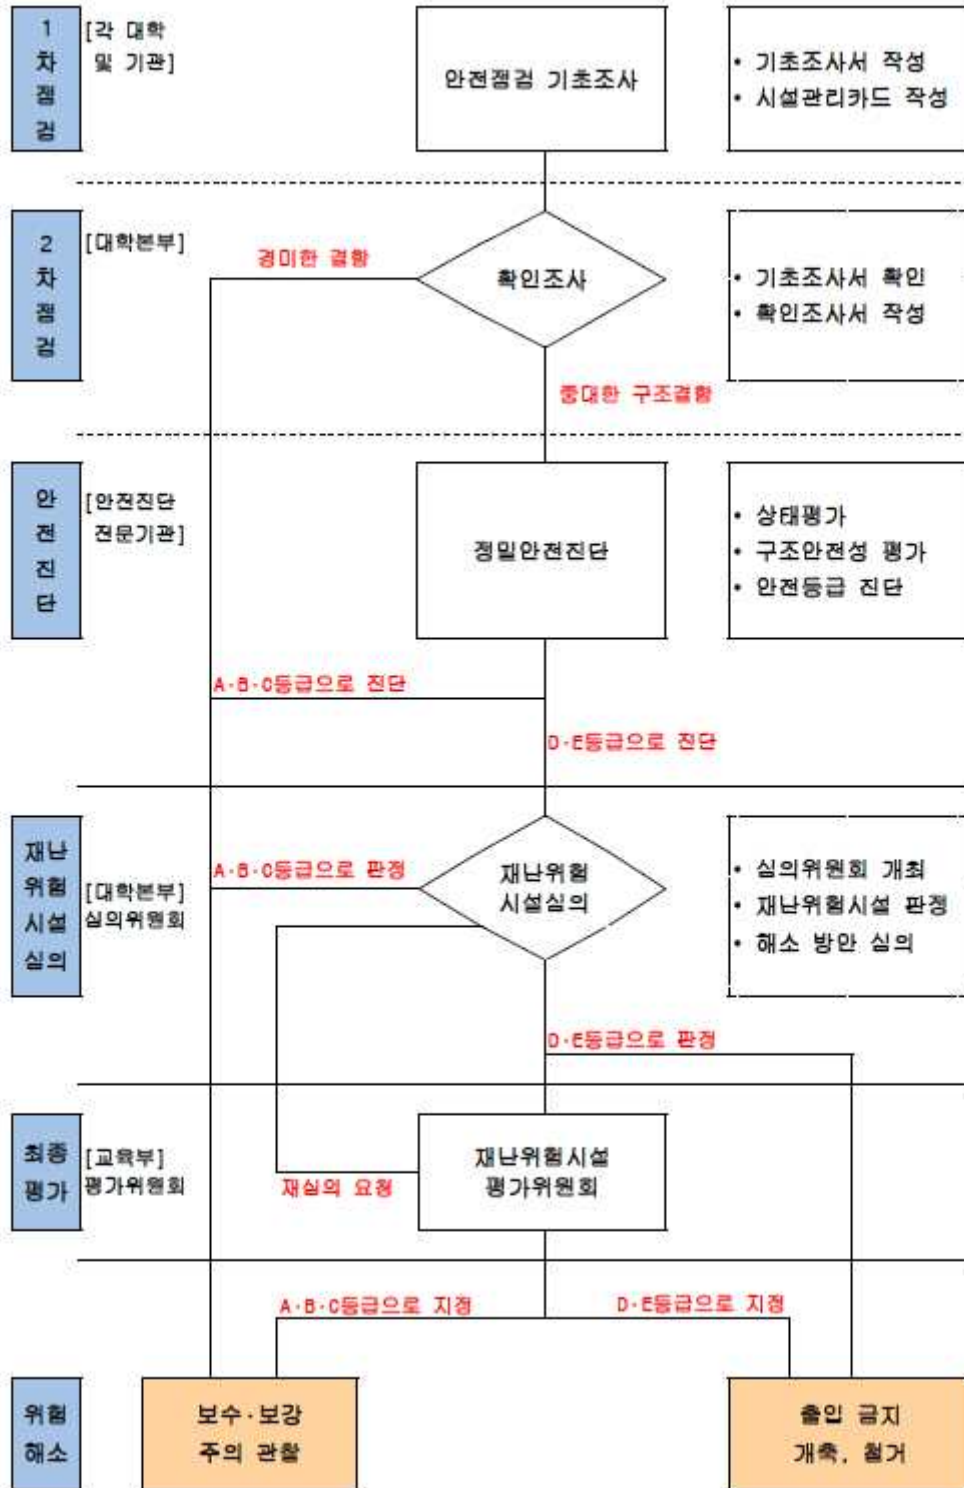 1
차
점
검
[각 대학
및 기관]
안전점검 기초조사
• 기초조사서 작성
• 시설관리카드 작성
2
차
점
검
[대학본부]
경미한 결함
확인조사
• 기초조사서 확인
• 확인조사서 작성
중대한 구조결함
안
전
진
단
[안전진단
전문기관]
정밀안전진단
• 상태평가
• 구조안전성 평가
• 안전등급 진단
A·B·C등급으로 진단
D·E등급으로 진단
재난
위험
시설
심의
[대학본부]
심의위원회
A·B·C등급으로 판정
재난위험
시설심의
• 심의위원회 개최
• 재난위험시설 판정
• 해소 방안 심의
D·E등급으로 판정
최종
평가
[교육부]
평가위원회
재심의 요청
재난위험시설
평가위원회
A·B·C등급으로 지정
D·E등급으로 지정
위험
해소
보수·보강
주의 관찰
출입 금지
개축, 철거